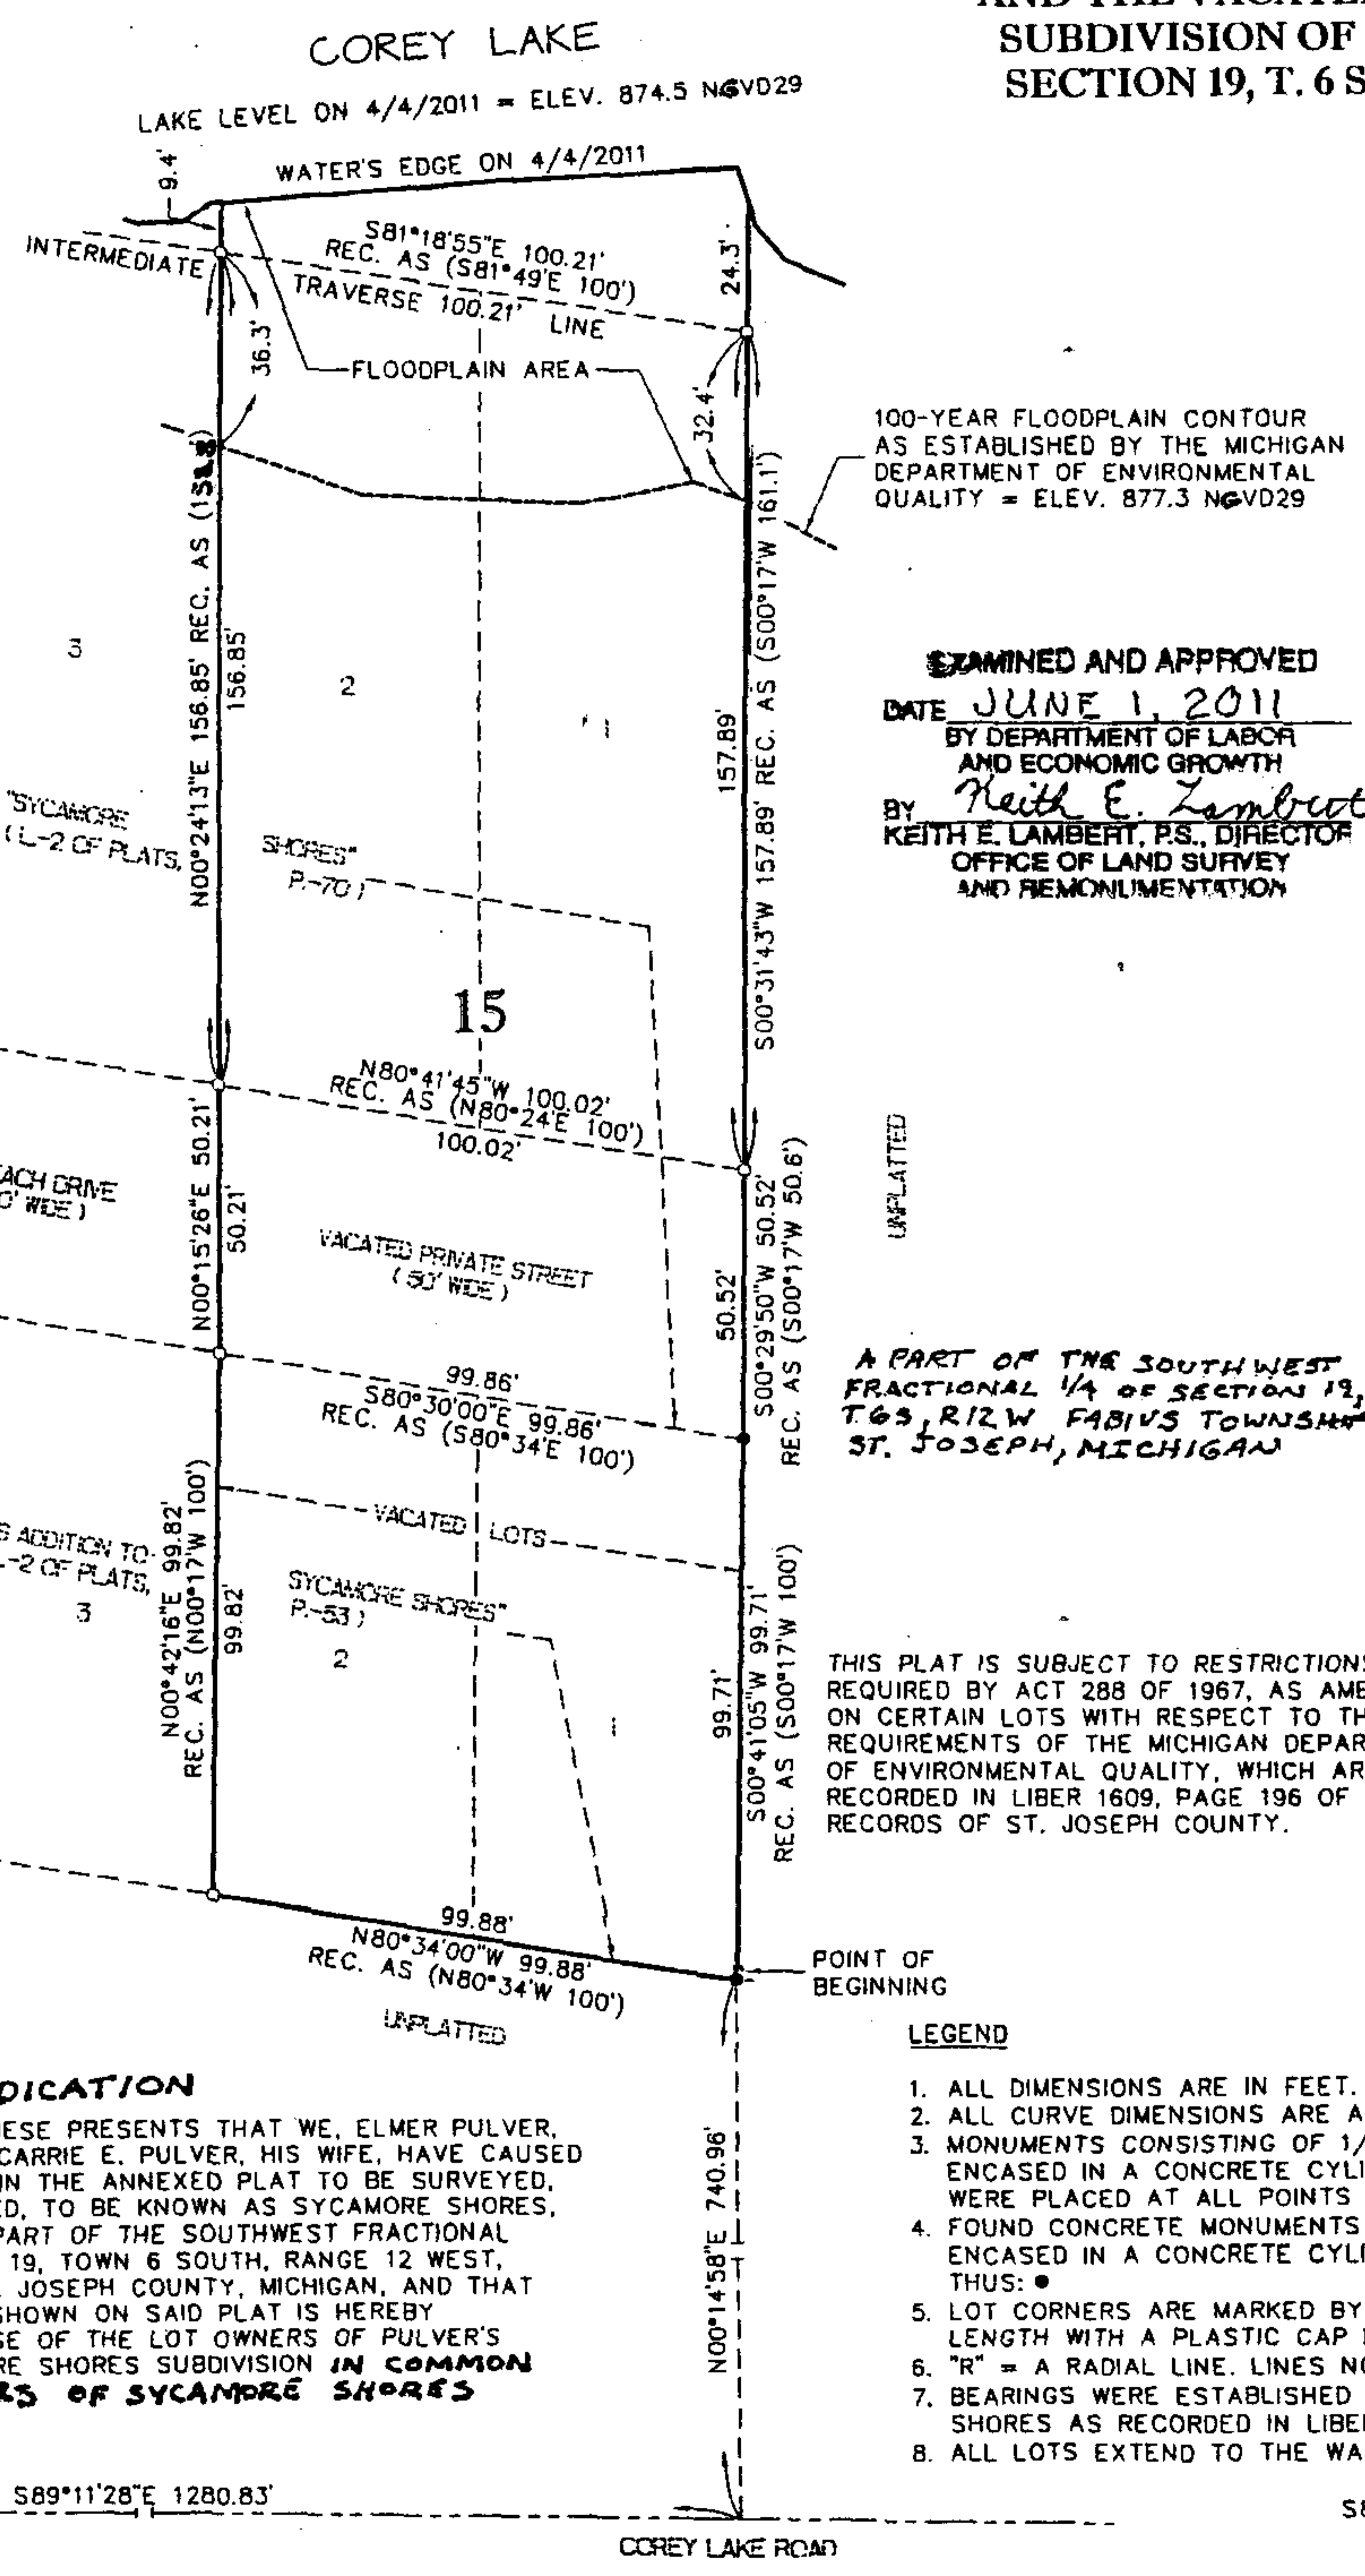 AND THE VACATE
SUBDIVISION OF
SECTION 19, T. 6 S
COREY LAKE
LAKE LEVEL ON 4/4/2011 = ELEV. 874.5 NGVD29
WATER'S EDGE ON 4/4/2011
9.4'
INTERMEDIATE
S81°18'55"E 100.21'
REC. AS (S81°49'E 100')
TRAVERSE 100.21' LINE
24.3'
36.3'
FLOODPLAIN AREA
32.4'
100-YEAR FLOODPLAIN CONTOUR
AS ESTABLISHED BY THE MICHIGAN
DEPARTMENT OF ENVIRONMENTAL
QUALITY = ELEV. 877.3 NGVD29
N00°24'13"E 156.85' REC. AS
156.85'
3
2
1
157.89'
S00°31'43"W 157.89' REC. AS (S00°17'W 161.1')
EXAMINED AND APPROVED
DATE JUNE 1, 2011
BY DEPARTMENT OF LABOR
AND ECONOMIC GROWTH
BY Keith E. Lambert
KEITH E. LAMBERT, P.S., DIRECTOR
OFFICE OF LAND SURVEY
AND REMONUMENTATION
"SYCAMORE SHORES"
(L-2 OF PLATS, P.-70)
15
N80°41'45"W 100.02'
REC. AS (N80°24'E 100')
100.02'
UNPLATTED
ACH DRIVE
0' WIDE)
N00°15'26"E 50.21'
50.21'
VACATED PRIVATE STREET
(50' WIDE)
50.52'
S00°29'50"W 50.52'
REC. AS (S00°17'W 50.6')
A PART OF THE SOUTHWEST
FRACTIONAL 1/4 OF SECTION 19,
T6S, R12W FABIUS TOWNSHIP
ST. JOSEPH, MICHIGAN
99.86'
S80°30'00"E 99.86'
REC. AS (S80°34'E 100')
VACATED LOTS
S ADDITION TO SYCAMORE SHORES"
L-2 OF PLATS, P.-53)
3
2
1
N00°42'16"E 99.82'
REC. AS (N00°17'W 100')
99.82'
99.71'
S00°41'05"W 99.71'
REC. AS (S00°17'W 100')
THIS PLAT IS SUBJECT TO RESTRICTIONS
REQUIRED BY ACT 288 OF 1967, AS AME
ON CERTAIN LOTS WITH RESPECT TO TH
REQUIREMENTS OF THE MICHIGAN DEPAR
OF ENVIRONMENTAL QUALITY, WHICH AR
RECORDED IN LIBER 1609, PAGE 196 OF
RECORDS OF ST. JOSEPH COUNTY.
99.88'
N80°34'00"W 99.88'
REC. AS (N80°34'W 100')
UNPLATTED
POINT OF
BEGINNING
DICATION
ESE PRESENTS THAT WE, ELMER PULVER,
CARRIE E. PULVER, HIS WIFE, HAVE CAUSED
IN THE ANNEXED PLAT TO BE SURVEYED,
ED, TO BE KNOWN AS SYCAMORE SHORES,
PART OF THE SOUTHWEST FRACTIONAL
19, TOWN 6 SOUTH, RANGE 12 WEST,
JOSEPH COUNTY, MICHIGAN, AND THAT
SHOWN ON SAID PLAT IS HEREBY
SE OF THE LOT OWNERS OF PULVER'S
RE SHORES SUBDIVISION IN COMMON
RS OF SYCAMORE SHORES
N00°14'58"E 740.96'
LEGEND
1. ALL DIMENSIONS ARE IN FEET.
2. ALL CURVE DIMENSIONS ARE A
3. MONUMENTS CONSISTING OF 1/
ENCASED IN A CONCRETE CYLI
WERE PLACED AT ALL POINTS
4. FOUND CONCRETE MONUMENTS
ENCASED IN A CONCRETE CYLI
THUS: ●
5. LOT CORNERS ARE MARKED BY
LENGTH WITH A PLASTIC CAP
6. "R" = A RADIAL LINE. LINES NO
7. BEARINGS WERE ESTABLISHED
SHORES AS RECORDED IN LIBE
8. ALL LOTS EXTEND TO THE WA
S89°11'28"E 1280.83'
S8
COREY LAKE ROAD